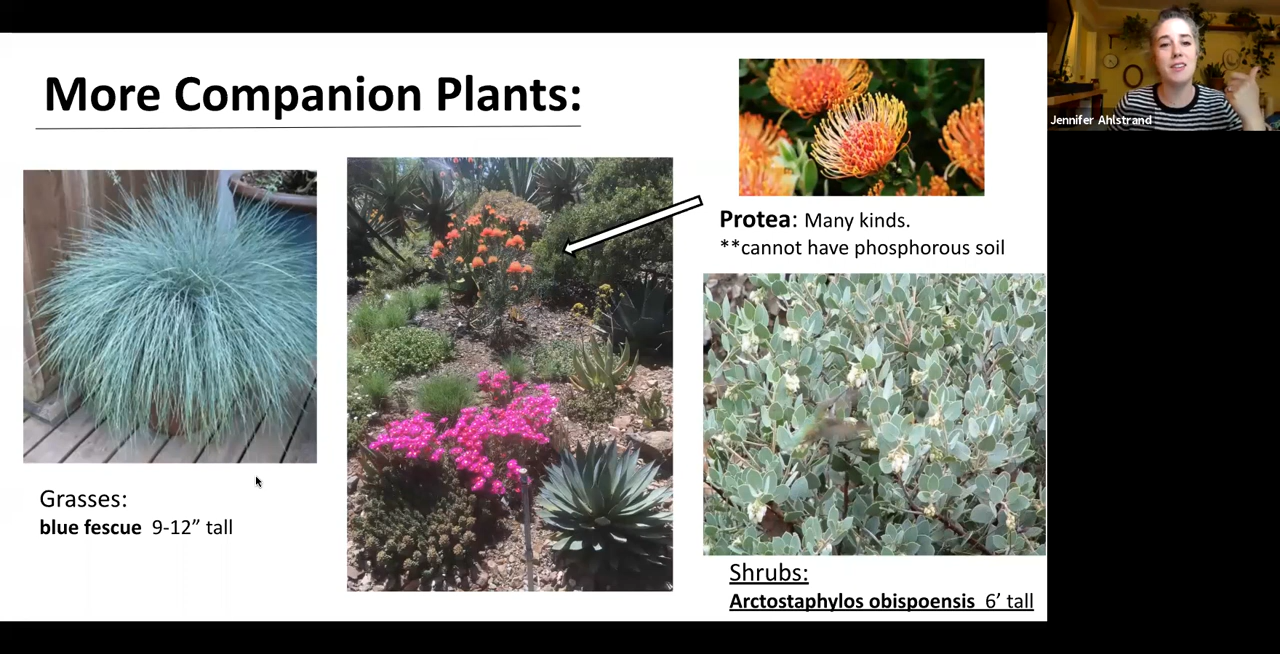 More Companion Plants:
Jennifer Ahlstrand
Protea: Many kinds.
**cannot have phosphorous soil
Grasses:
blue fescue 9-12” tall
Shrubs:
Arctostaphylos obispoensis 6’ tall